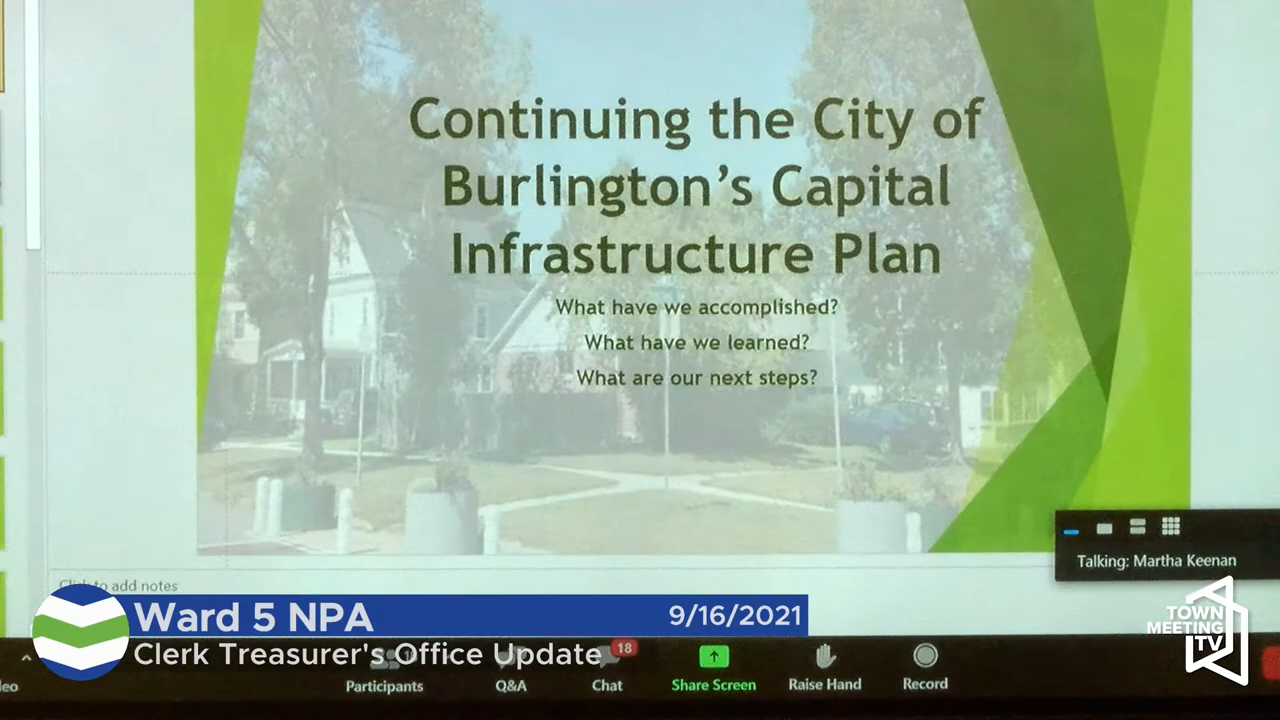 Continuing the City of
Burlington's Capital
Infrastructure Plan
What have we accomplished?
What have we learned?
What are our next steps?
Talking: Martha Keenan
Click to add notes
Ward 5 NPA
9/16/2021
Clerk Treasurer's Office Update
TOWN
MEETING
TV
18
Participants
Q&A
Chat
Share Screen
Raise Hand
Record